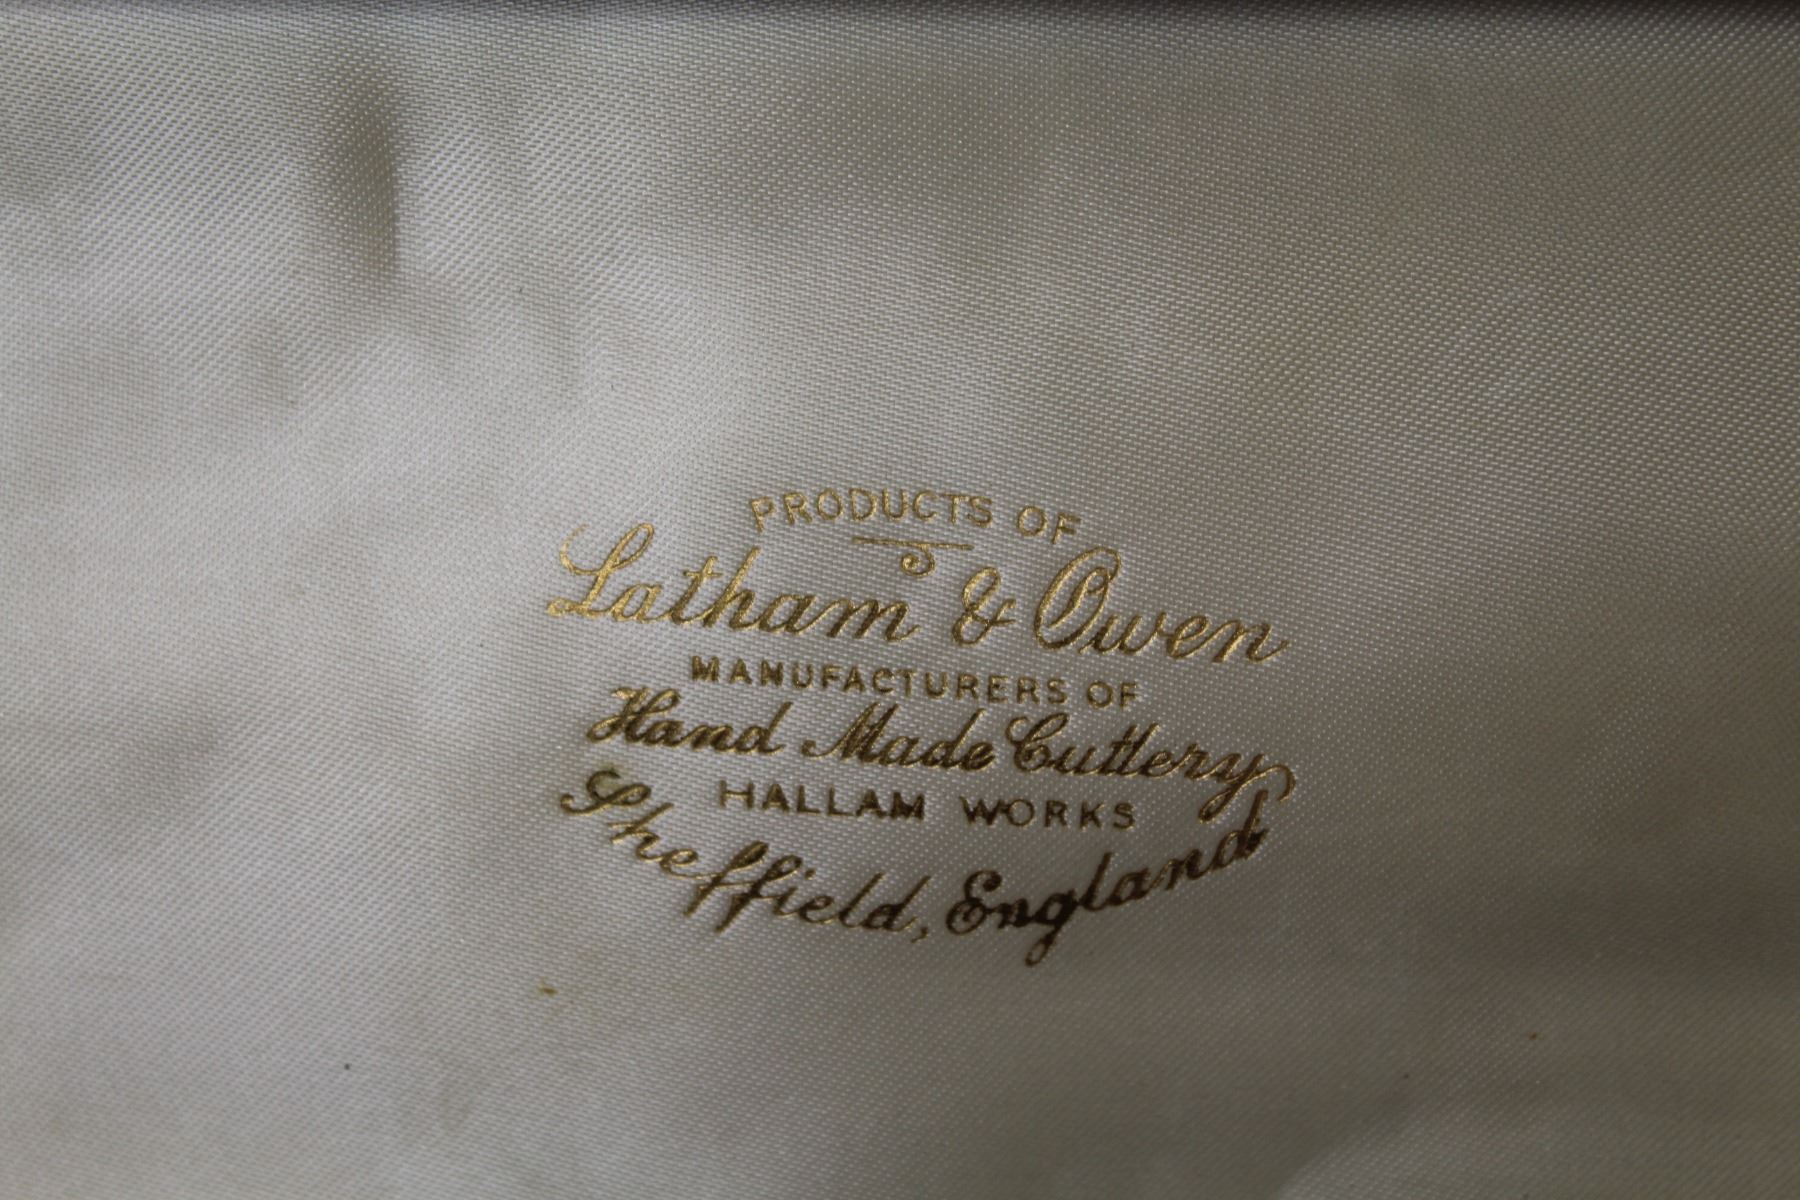 PRODUCTS OF
Latham & Owen
MANUFACTURERS OF
Hand Made Cutlery
HALLAM WORKS
Sheffield, England